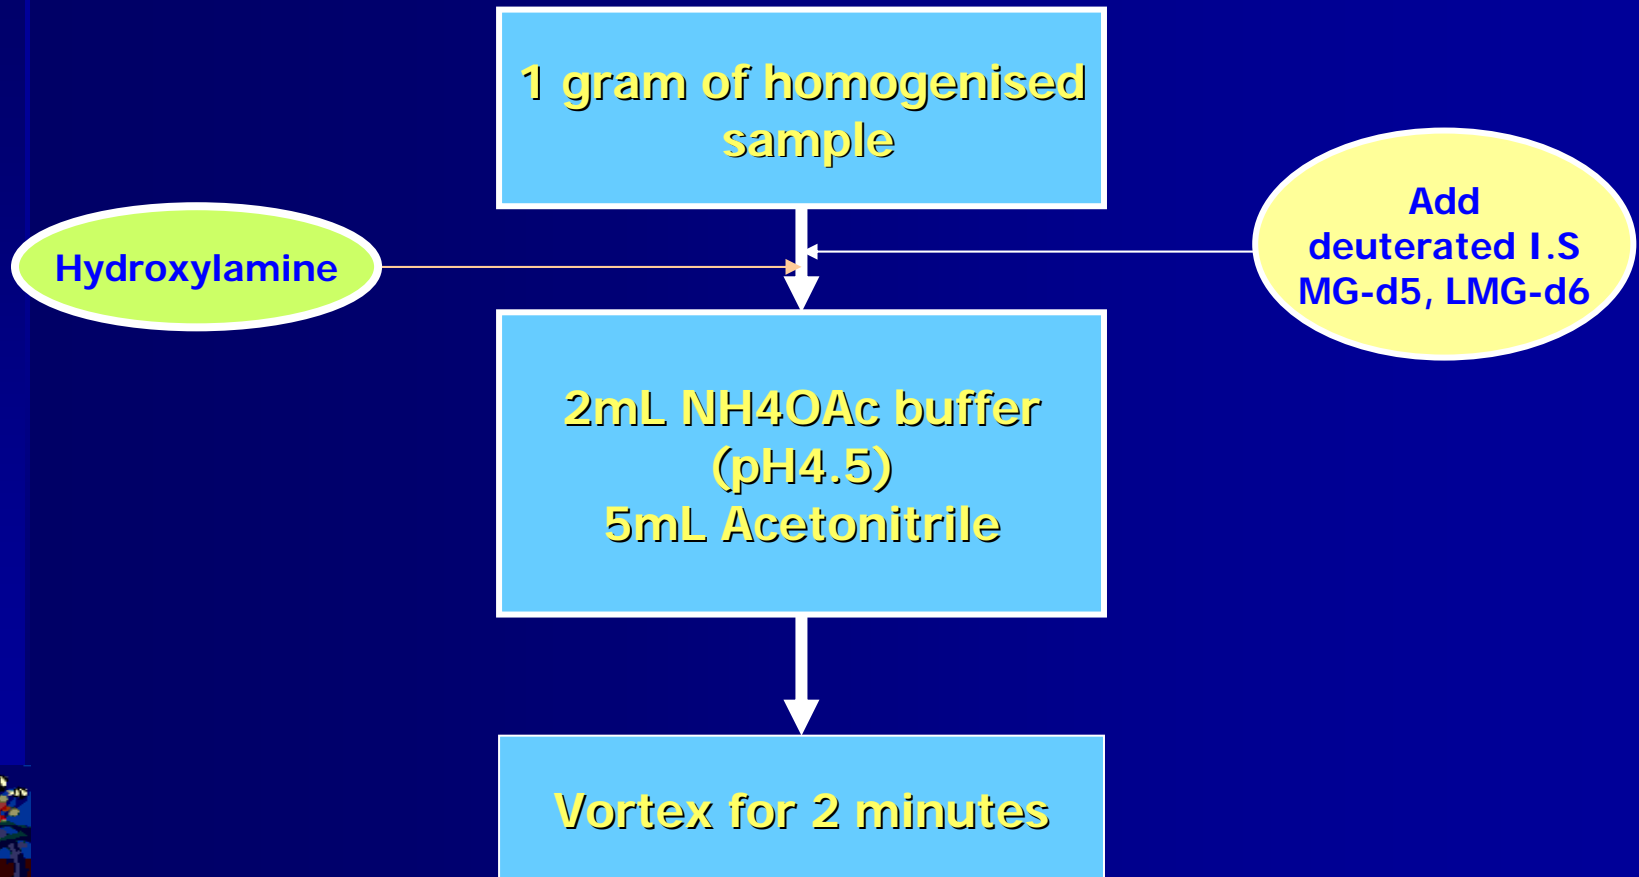 1 gram of homogenised
sample
Hydroxylamine
Add
deuterated I.S
MG-d5, LMG-d6
2mL NH4OAc buffer
(pH4.5)
5mL Acetonitrile
Vortex for 2 minutes